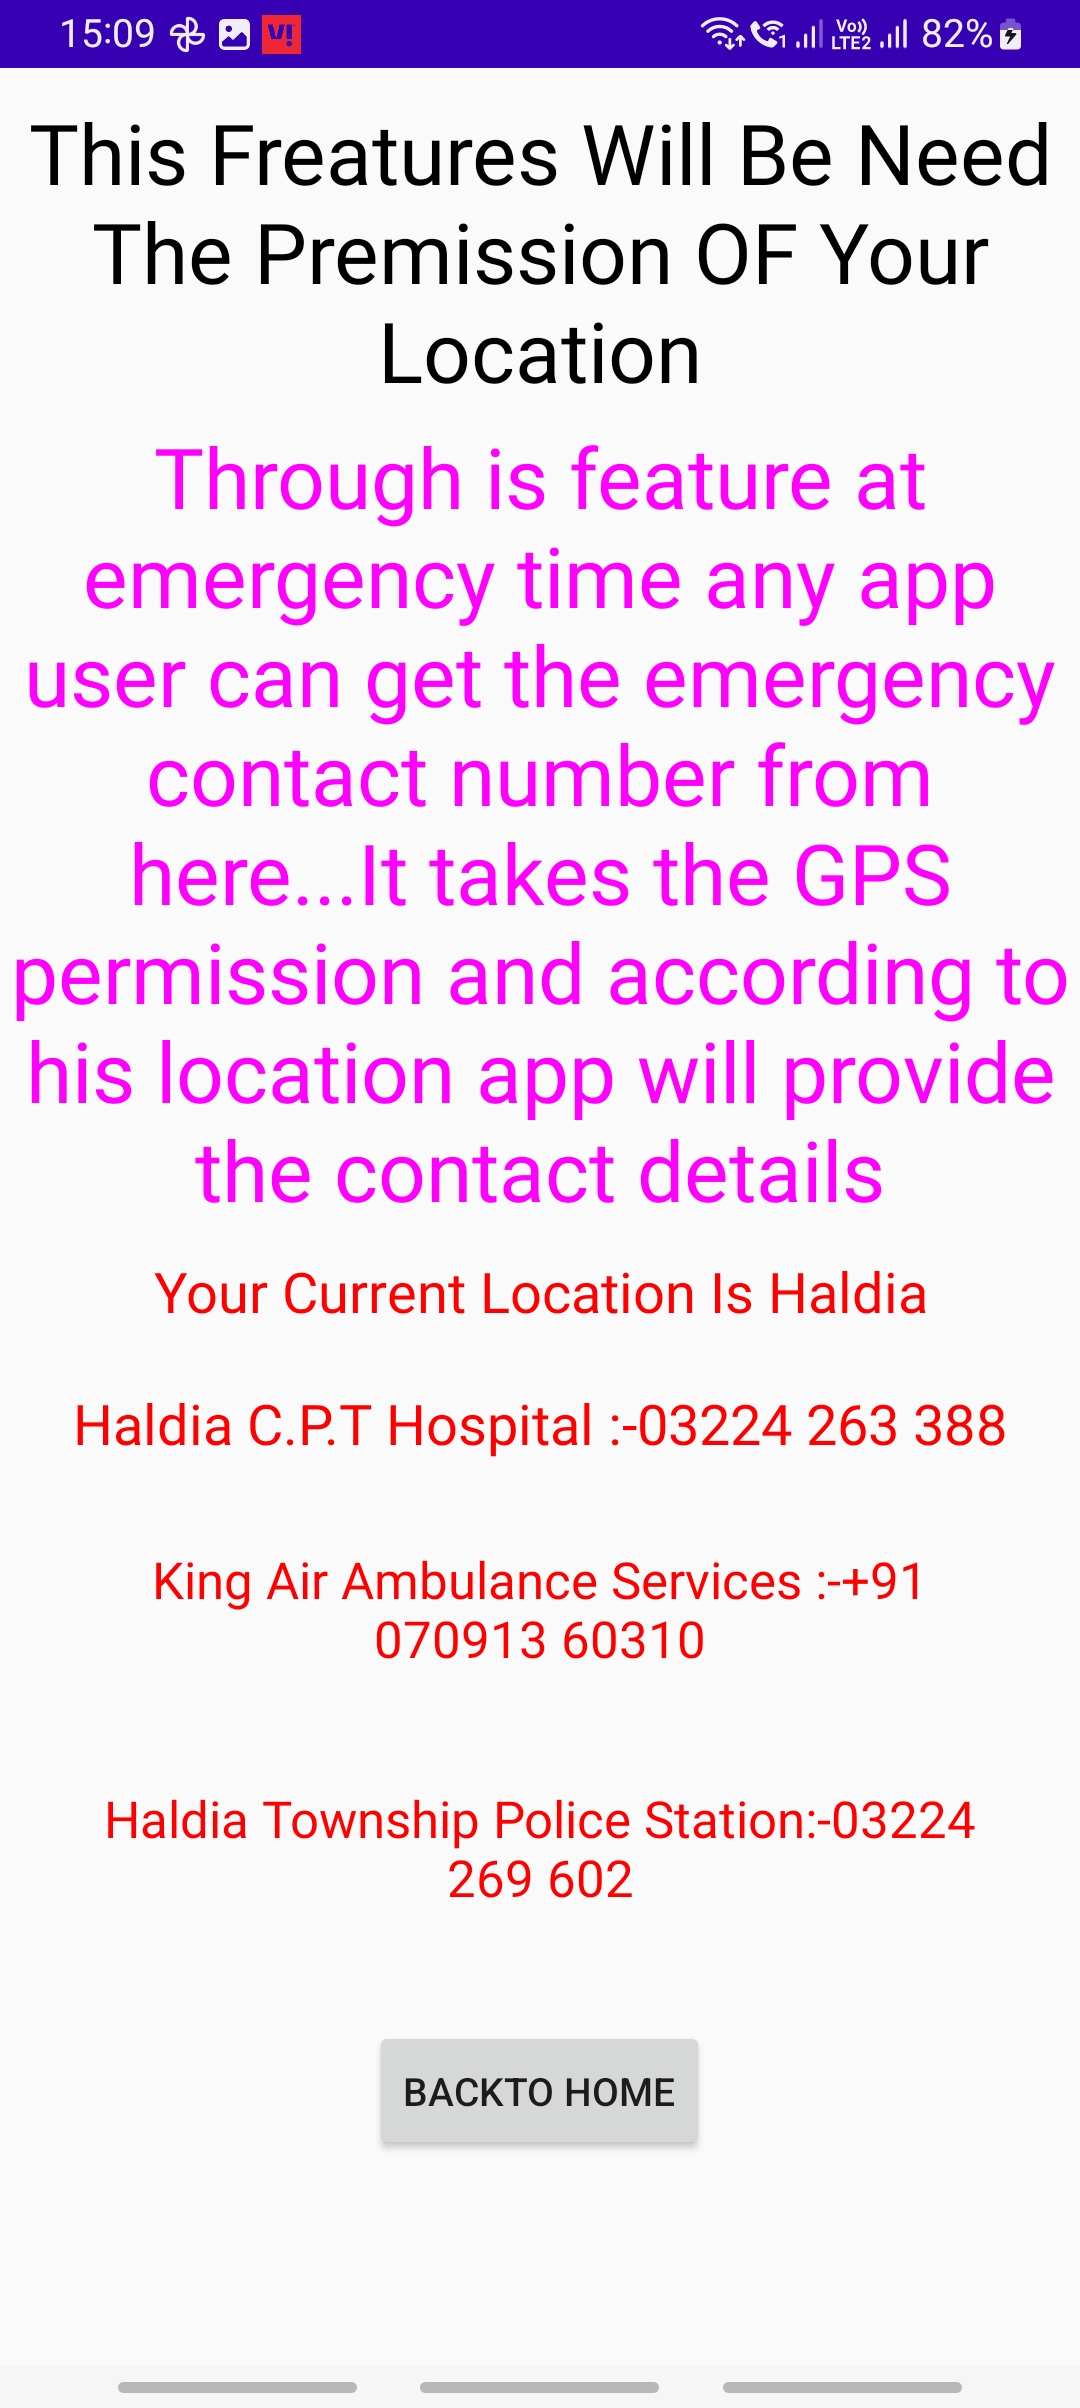 15:09 V! 1 Vo)) LTE2 82%
This Freatures Will Be Need
The Premission OF Your
Location
Through is feature at
emergency time any app
user can get the emergency
contact number from
here...It takes the GPS
permission and according to
his location app will provide
the contact details
Your Current Location Is Haldia
Haldia C.P.T Hospital :-03224 263 388
King Air Ambulance Services :-+91
070913 60310
Haldia Township Police Station:-03224
269 602
BACKTO HOME